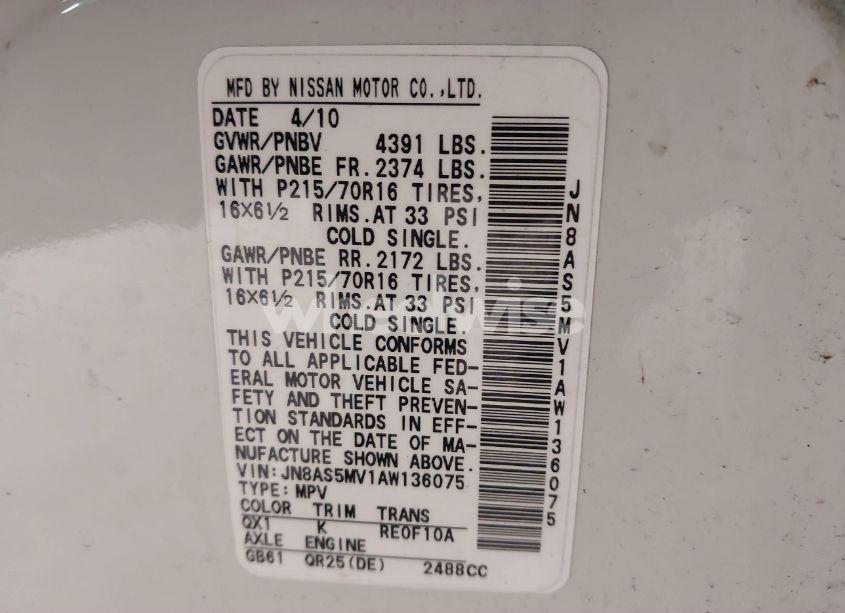 MFD BY NISSAN MOTOR CO.,LTD.
DATE 4/10
GVWR/PNBV 4391 LBS.
GAWR/PNBE FR.2374 LBS.
WITH P215/70R16 TIRES,
16X6½ RIMS.AT 33 PSI
COLD SINGLE.
GAWR/PNBE RR.2172 LBS.
WITH P215/70R16 TIRES,
16X6½ RIMS.AT 33 PSI
COLD SINGLE.
THIS VEHICLE CONFORMS
TO ALL APPLICABLE FED-
ERAL MOTOR VEHICLE SA-
FETY AND THEFT PREVEN-
TION STANDARDS IN EFF-
ECT ON THE DATE OF MA-
NUFACTURE SHOWN ABOVE.
VIN:JN8AS5MV1AW136075
TYPE:MPV
COLOR TRIM TRANS
QX1 K RE0F10A
AXLE ENGINE
GB61 QR25(DE) 2488CC
JN8AS5MV1AW136075